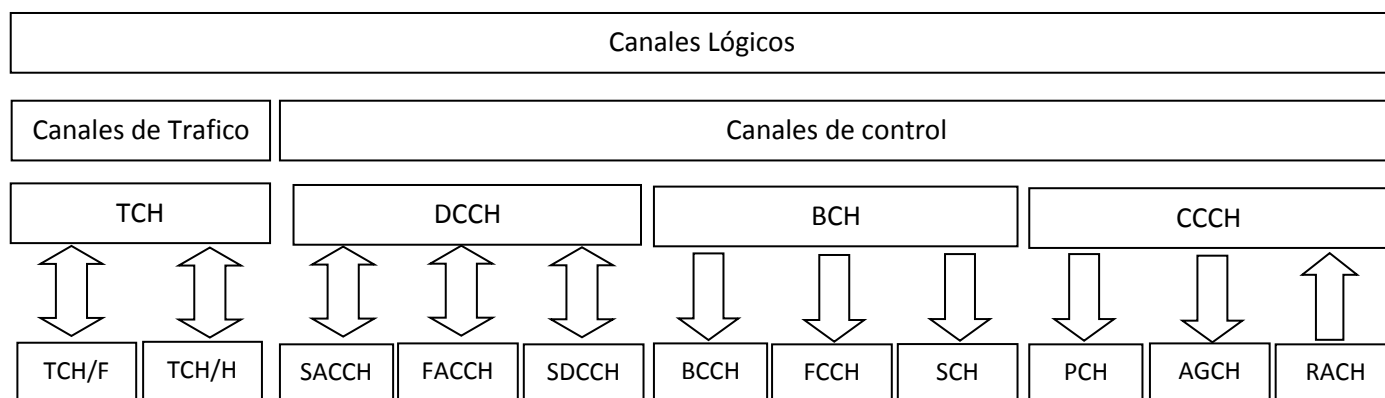 Canales Lógicos
Canales de Trafico
Canales de control
TCH
DCCH
BCH
CCCH
TCH/F
TCH/H
SACCH
FACCH
SDCCH
BCCH
FCCH
SCH
PCH
AGCH
RACH